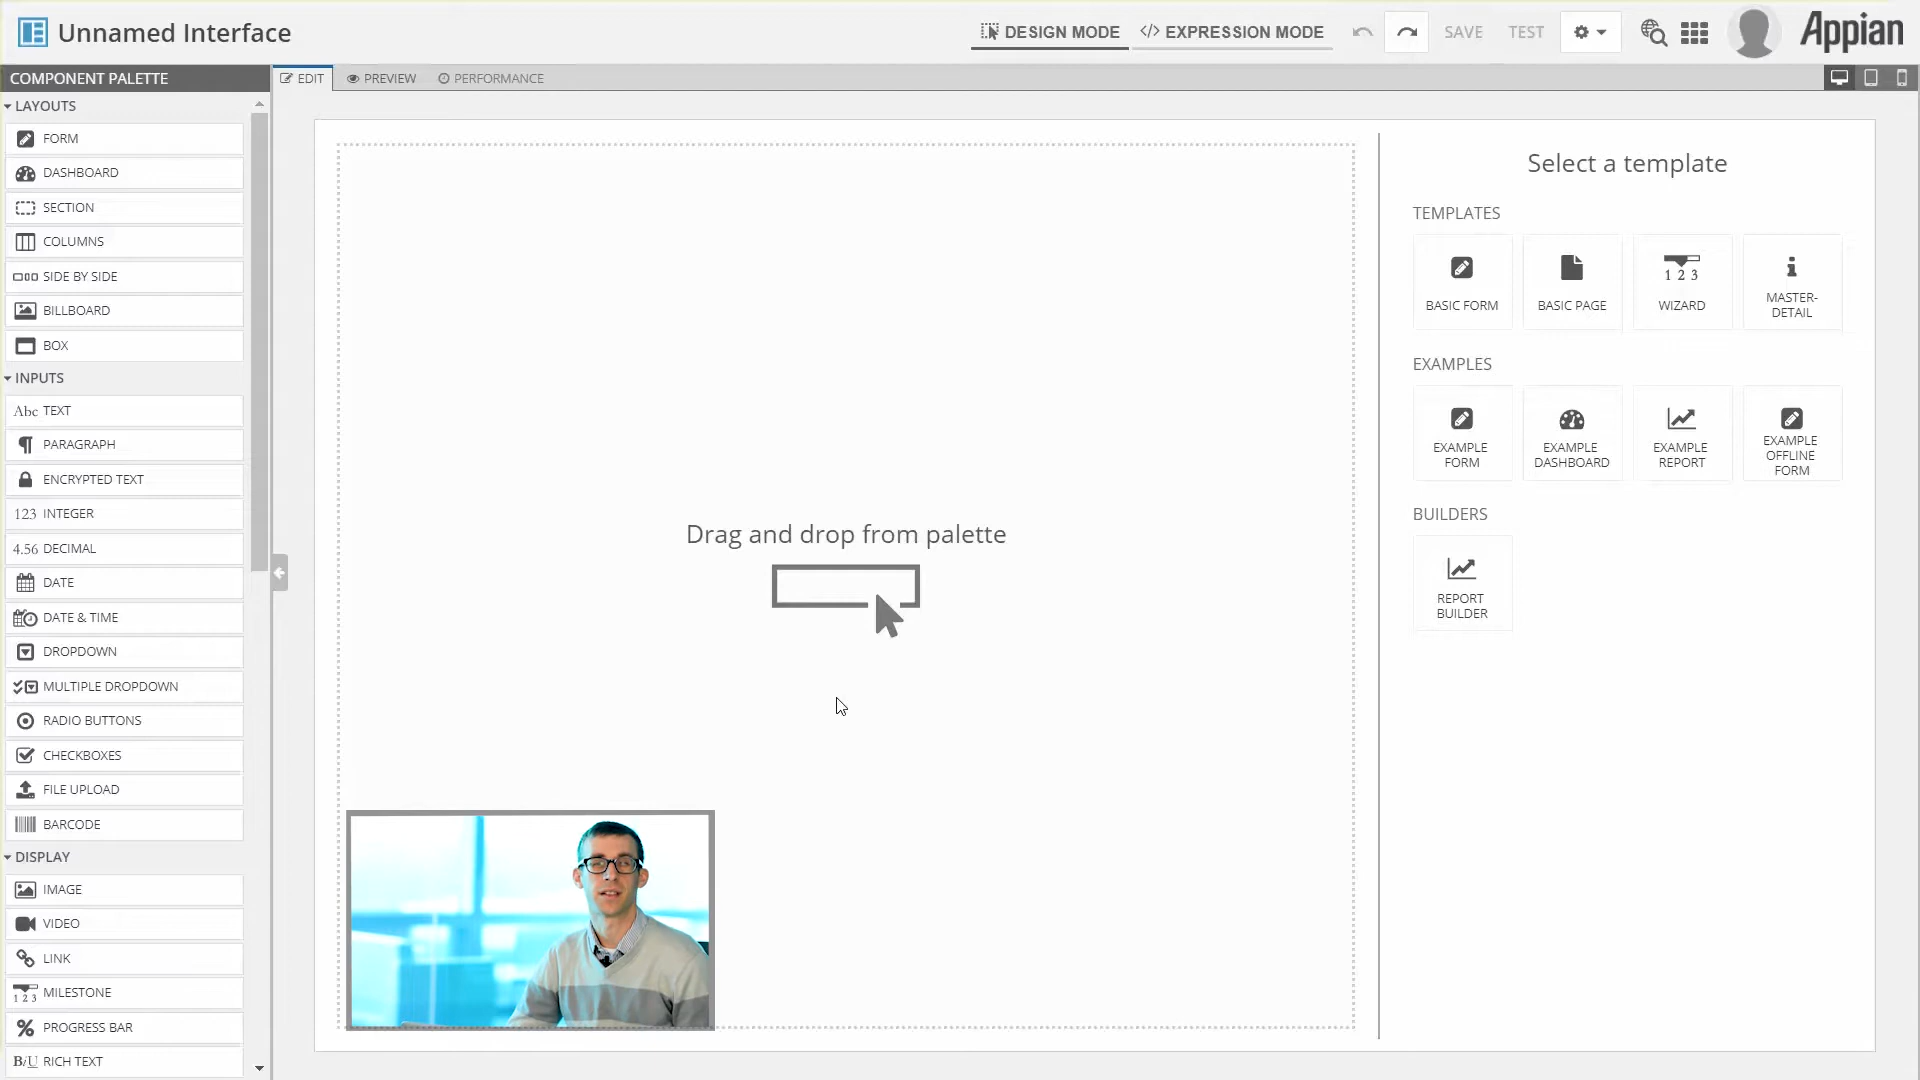 Unnamed Interface
DESIGN MODE
</> EXPRESSION MODE
SAVE
TEST
Appian
COMPONENT PALETTE
EDIT
PREVIEW
PERFORMANCE
LAYOUTS
FORM
DASHBOARD
SECTION
COLUMNS
SIDE BY SIDE
BILLBOARD
BOX
INPUTS
Abc TEXT
PARAGRAPH
ENCRYPTED TEXT
123 INTEGER
4.56 DECIMAL
DATE
DATE & TIME
DROPDOWN
MULTIPLE DROPDOWN
RADIO BUTTONS
CHECKBOXES
FILE UPLOAD
BARCODE
DISPLAY
IMAGE
VIDEO
LINK
1 2 3 MILESTONE
% PROGRESS BAR
B/U RICH TEXT
Drag and drop from palette
Select a template
TEMPLATES
BASIC FORM
BASIC PAGE
1 2 3
WIZARD
MASTER-
DETAIL
EXAMPLES
EXAMPLE
FORM
EXAMPLE
DASHBOARD
EXAMPLE
REPORT
EXAMPLE
OFFLINE
FORM
BUILDERS
REPORT
BUILDER